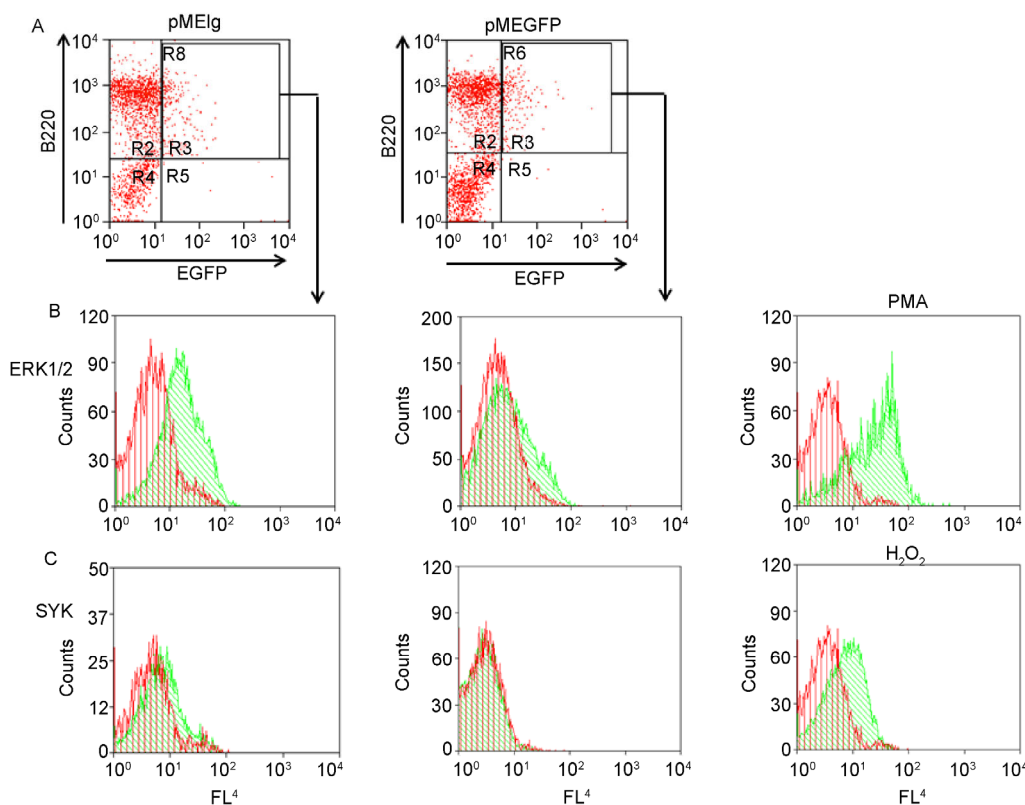 A
pMEIg
pMEGFP
10⁴
10³
10²
10¹
10⁰
B220
R8
R2
R3
R4
R5
10⁰ 10¹ 10² 10³ 10⁴
EGFP
10⁴
10³
10²
10¹
10⁰
B220
R6
R2
R3
R4
R5
10⁰ 10¹ 10² 10³ 10⁴
EGFP
B
ERK1/2
120
90
60
30
0
Counts
10⁰ 10¹ 10² 10³ 10⁴
200
150
100
50
0
Counts
10⁰ 10¹ 10² 10³ 10⁴
PMA
120
90
60
30
0
Counts
10⁰ 10¹ 10² 10³ 10⁴
C
SYK
50
37
25
12
0
Counts
10⁰ 10¹ 10² 10³ 10⁴
FL⁴
120
90
60
30
0
Counts
10⁰ 10¹ 10² 10³ 10⁴
FL⁴
H₂O₂
120
90
60
30
0
Counts
10⁰ 10¹ 10² 10³ 10⁴
FL⁴